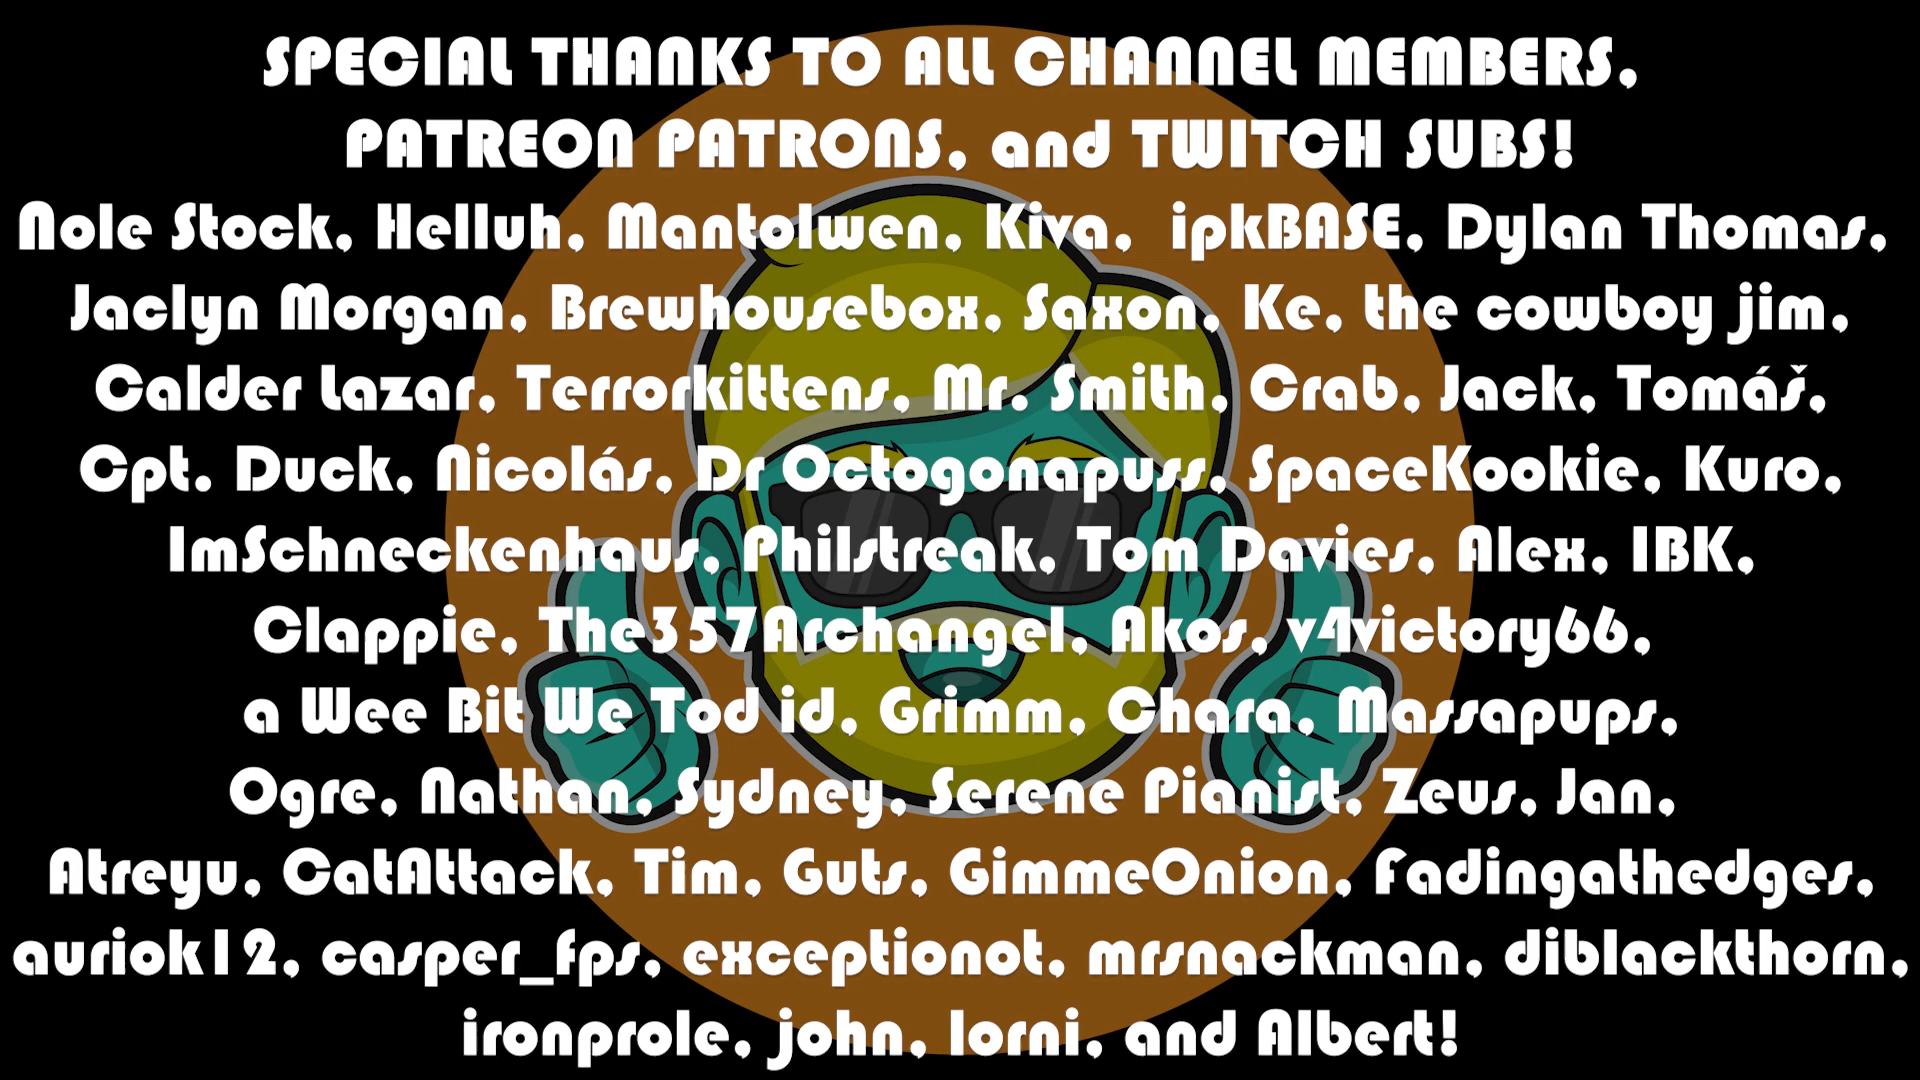 SPECIAL THANKS TO ALL CHANNEL MEMBERS,
PATREON PATRONS, and TWITCH SUBS!
Nole Stock, Helluh, Mantolwen, Kiva, ipkBASE, Dylan Thomas,
Jaclyn Morgan, Brewhousebox, Saxon, Ke, the cowboy jim,
Calder Lazar, Terrorkittens, Mr. Smith, Crab, Jack, Tomáš,
Cpt. Duck, Nicolás, Dr Octogonapuss, SpaceKookie, Kuro,
ImSchneckenhaus, Philstreak, Tom Davies, Alex, IBK,
Clappie, The357Archangel, Akos, v4victory66,
a Wee Bit We Tod id, Grimm, Chara, Massapups,
Ogre, Nathan, Sydney, Serene Pianist, Zeus, Jan,
Atreyu, CatAttack, Tim, Guts, GimmeOnion, Fadingathedges,
auriok12, casper_fps, exceptionot, mrsnackman, diblackthorn,
ironprole, john, lorni, and Albert!